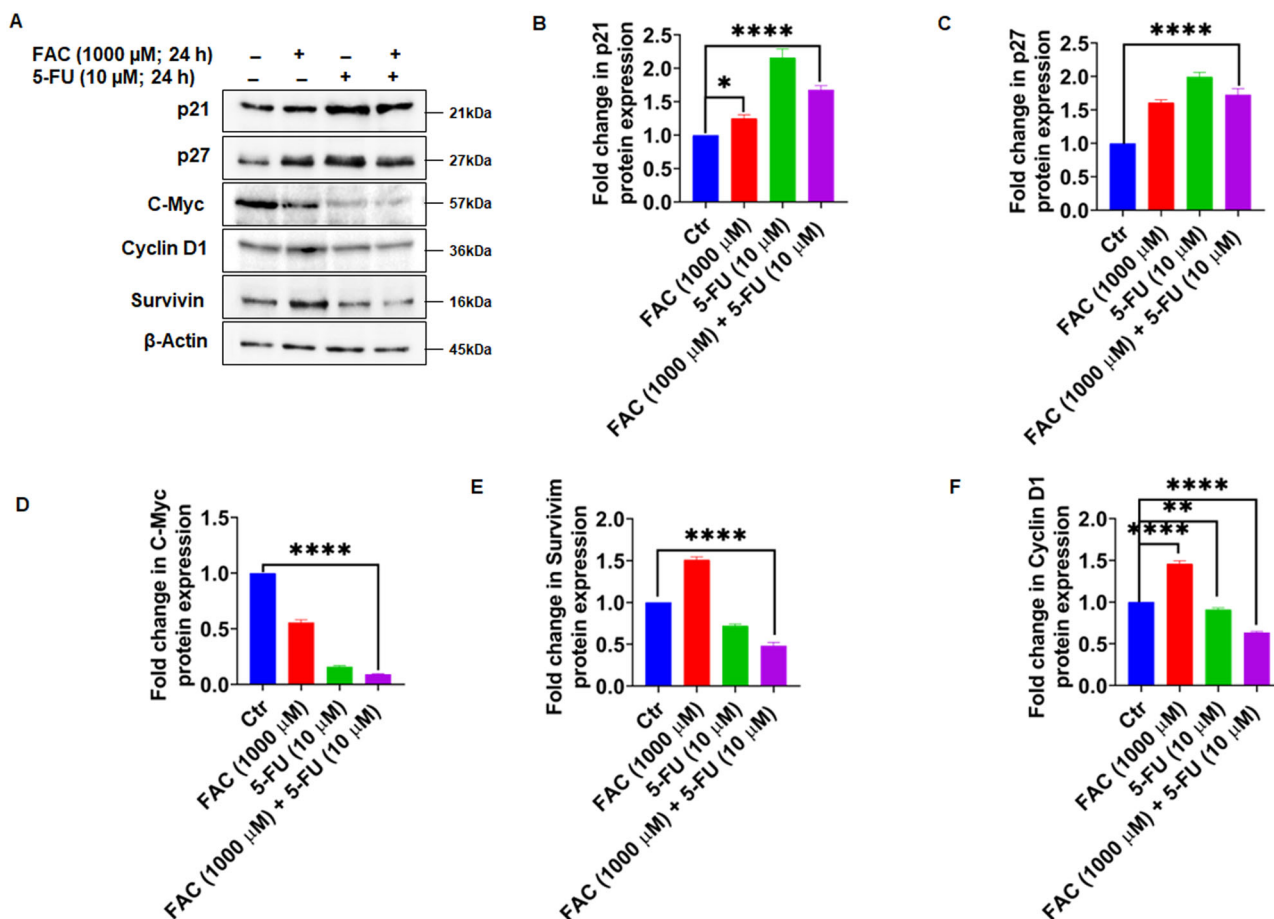 A
FAC (1000 μM; 24 h) – + – +
5-FU (10 μM; 24 h) – – + +
p21 21kDa
p27 27kDa
C-Myc 57kDa
Cyclin D1 36kDa
Survivin 16kDa
β-Actin 45kDa
B
Fold change in p21
protein expression
2.5
2.0
1.5
1.0
0.5
0.0
****
*
Ctr
FAC (1000 μM)
5-FU (10 μM)
FAC (1000 μM) + 5-FU (10 μM)
C
Fold change in p27
protein expression
2.5
2.0
1.5
1.0
0.5
0.0
****
Ctr
FAC (1000 μM)
5-FU (10 μM)
FAC (1000 μM) + 5-FU (10 μM)
D
Fold change in C-Myc
protein expression
1.5
1.0
0.5
0.0
****
Ctr
FAC (1000 μM)
5-FU (10 μM)
FAC (1000 μM) + 5-FU (10 μM)
E
Fold change in Survivim
protein expression
2.0
1.5
1.0
0.5
0.0
****
Ctr
FAC (1000 μM)
5-FU (10 μM)
FAC (1000 μM) + 5-FU (10 μM)
F
Fold change in Cyclin D1
protein expression
2.0
1.5
1.0
0.5
0.0
****
**
****
Ctr
FAC (1000 μM)
5-FU (10 μM)
FAC (1000 μM) + 5-FU (10 μM)